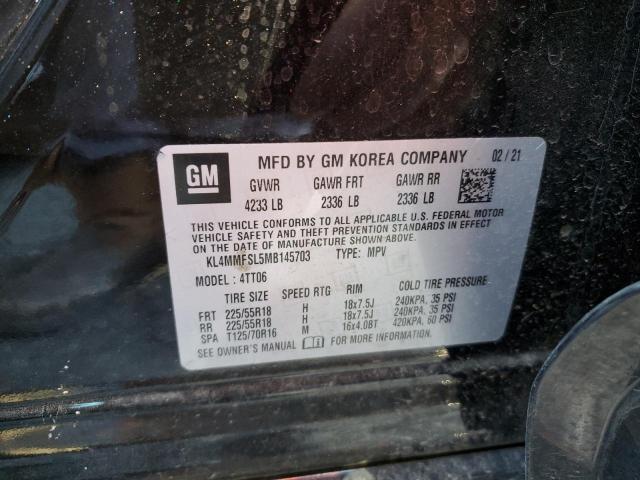 GM
MFD BY GM KOREA COMPANY 02 / 21
GVWR GAWR FRT GAWR RR
4233 LB 2336 LB 2336 LB
THIS VEHICLE CONFORMS TO ALL APPLICABLE U.S. FEDERAL MOTOR
VEHICLE SAFETY AND THEFT PREVENTION STANDARDS IN EFFECT
ON THE DATE OF MANUFACTURE SHOWN ABOVE.
KL4MMFSL5MB145703 TYPE: MPV
MODEL: 4TT06
TIRE SIZE SPEED RTG RIM COLD TIRE PRESSURE
FRT 225/55R18 H 18x7.5J 240KPA, 35 PSI
RR 225/55R18 H 18x7.5J 240KPA, 35 PSI
SPA T125/70R16 M 16x4.0BT 420KPA, 60 PSI
SEE OWNER'S MANUAL FOR MORE INFORMATION.